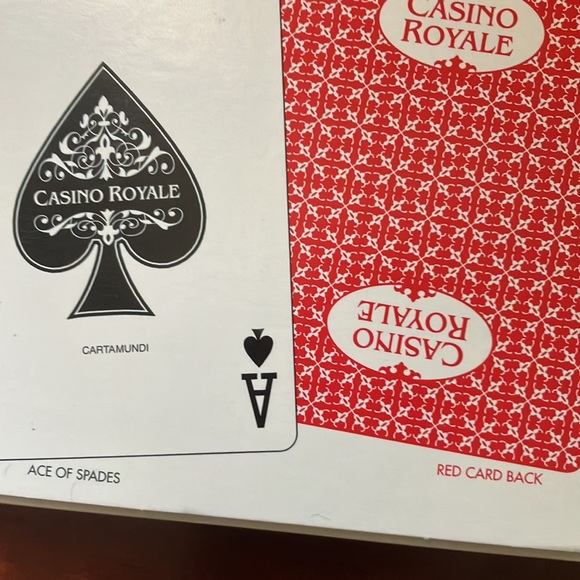 CASINO ROYALE
CARTAMUNDI
A
ACE OF SPADES
CASINO
ROYALE
CASINO
ROYALE
RED CARD BACK